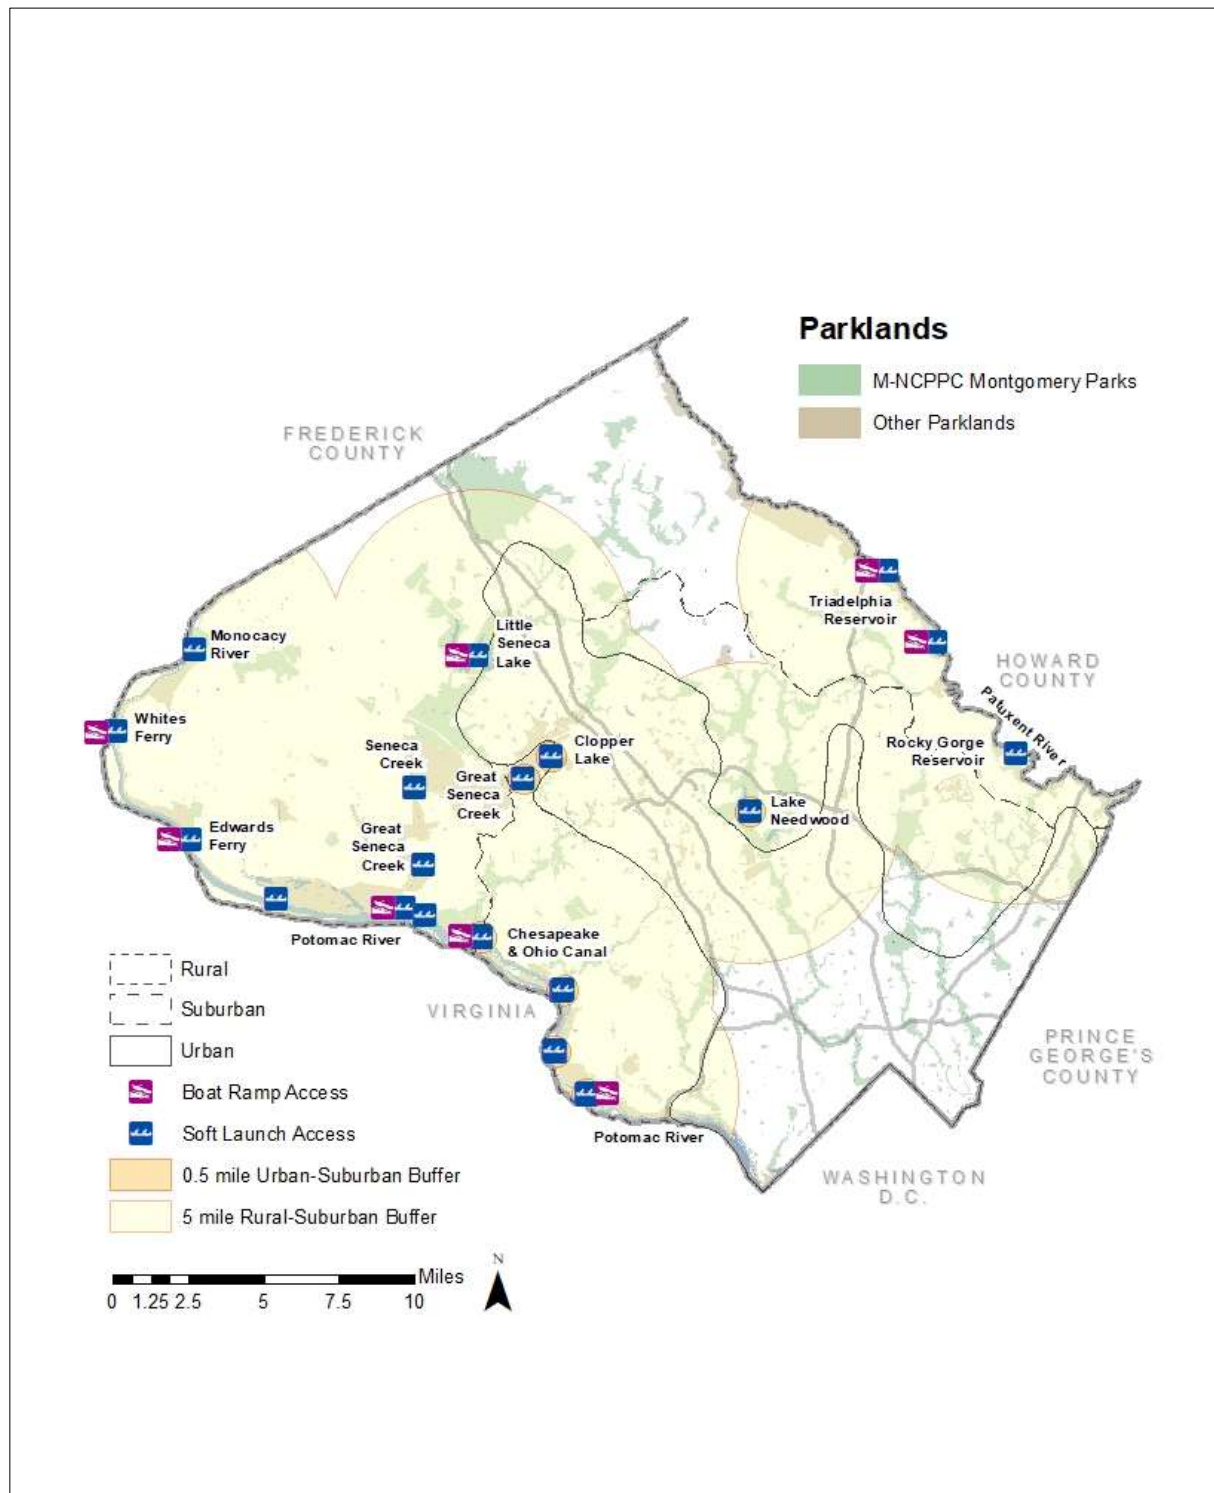 Parklands
M-NCPPC Montgomery Parks
Other Parklands
FREDERICK
COUNTY
Triadelphia
Reservoir
Little
Seneca
Lake
Monocacy
River
HOWARD
COUNTY
Patuxent River
Whites
Ferry
Seneca
Creek
Clopper
Lake
Rocky Gorge
Reservoir
Great
Seneca
Creek
Lake
Needwood
Edwards
Ferry
Great
Seneca
Creek
Potomac River
Chesapeake
& Ohio Canal
VIRGINIA
PRINCE
GEORGE'S
COUNTY
Potomac River
WASHINGTON
D.C.
Rural
Suburban
Urban
Boat Ramp Access
Soft Launch Access
0.5 mile Urban-Suburban Buffer
5 mile Rural-Suburban Buffer
Miles
0 1.25 2.5 5 7.5 10
N